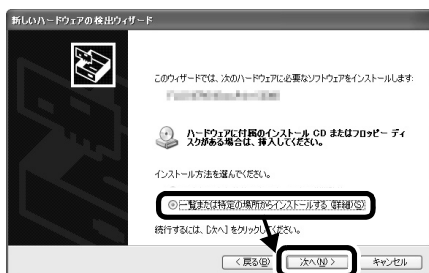 新しいハードウェアの検出ウィザード
このウィザードでは、次のハードウェアに必要なソフトウェアをインストールします:
ハードウェアに付属のインストール CD またはフロッピー ディ
スクがある場合は、挿入してください。
インストール方法を選んでください。
一覧または特定の場所からインストールする (詳細)(S)
続行するには、[次へ] をクリックしてください。
< 戻る(B)
次へ(N) >
キャンセル